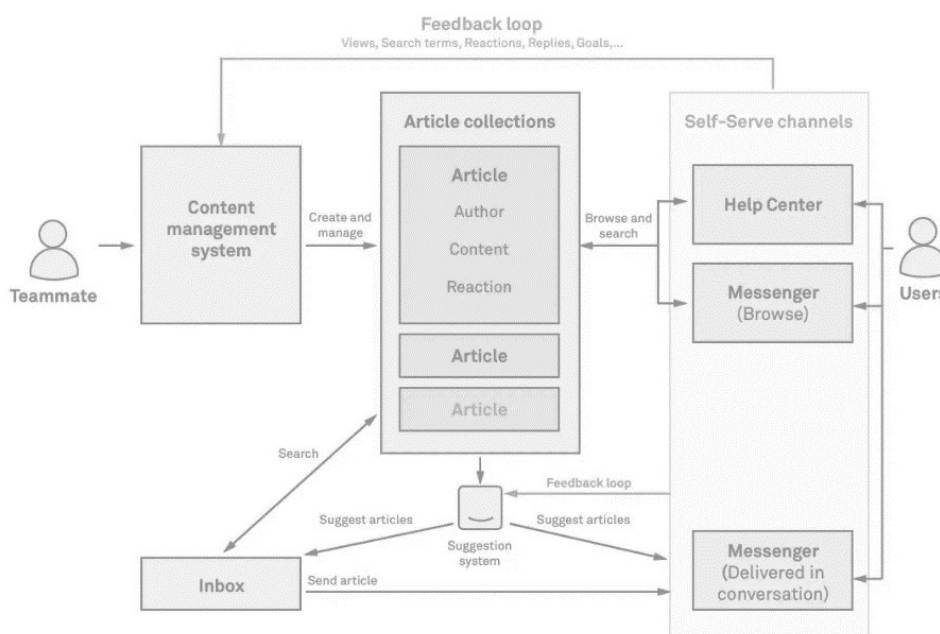 Feedback loop
Views, Search terms, Reactions, Replies, Goals,...
Article collections
Self-Serve channels
Article
Author
Content
Reaction
Content
management
system
Create and
manage
Browse and
search
Help Center
Teammate
Users
Messenger
(Browse)
Article
Article
Search
Feedback loop
Suggest articles
Suggest articles
Suggestion
system
Inbox
Send article
Messenger
(Delivered in
conversation)